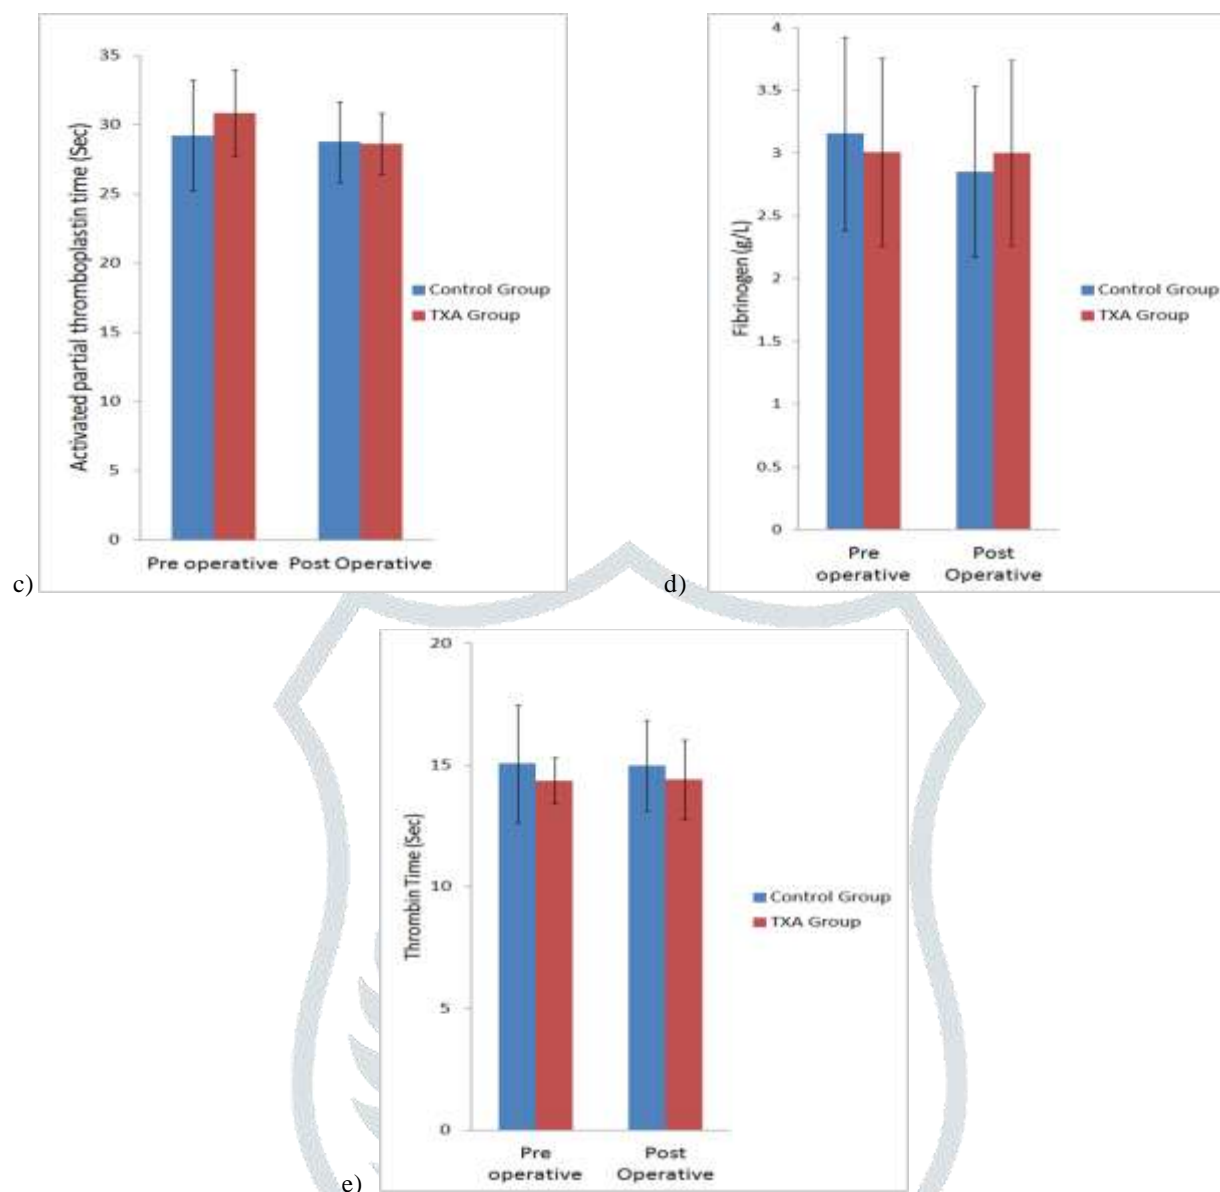 35
30
25
20
15
10
5
0
Activated partial thromboplastin time (Sec)
Pre operative Post Operative
Control Group
TXA Group
c)
4
3.5
3
2.5
2
1.5
1
0.5
0
Fibrinogen (g/L)
Pre
operative
Post
Operative
Control Group
TXA Group
d)
20
15
10
5
0
Thrombin Time (Sec)
Pre
operative
Post
Operative
Control Group
TXA Group
e)